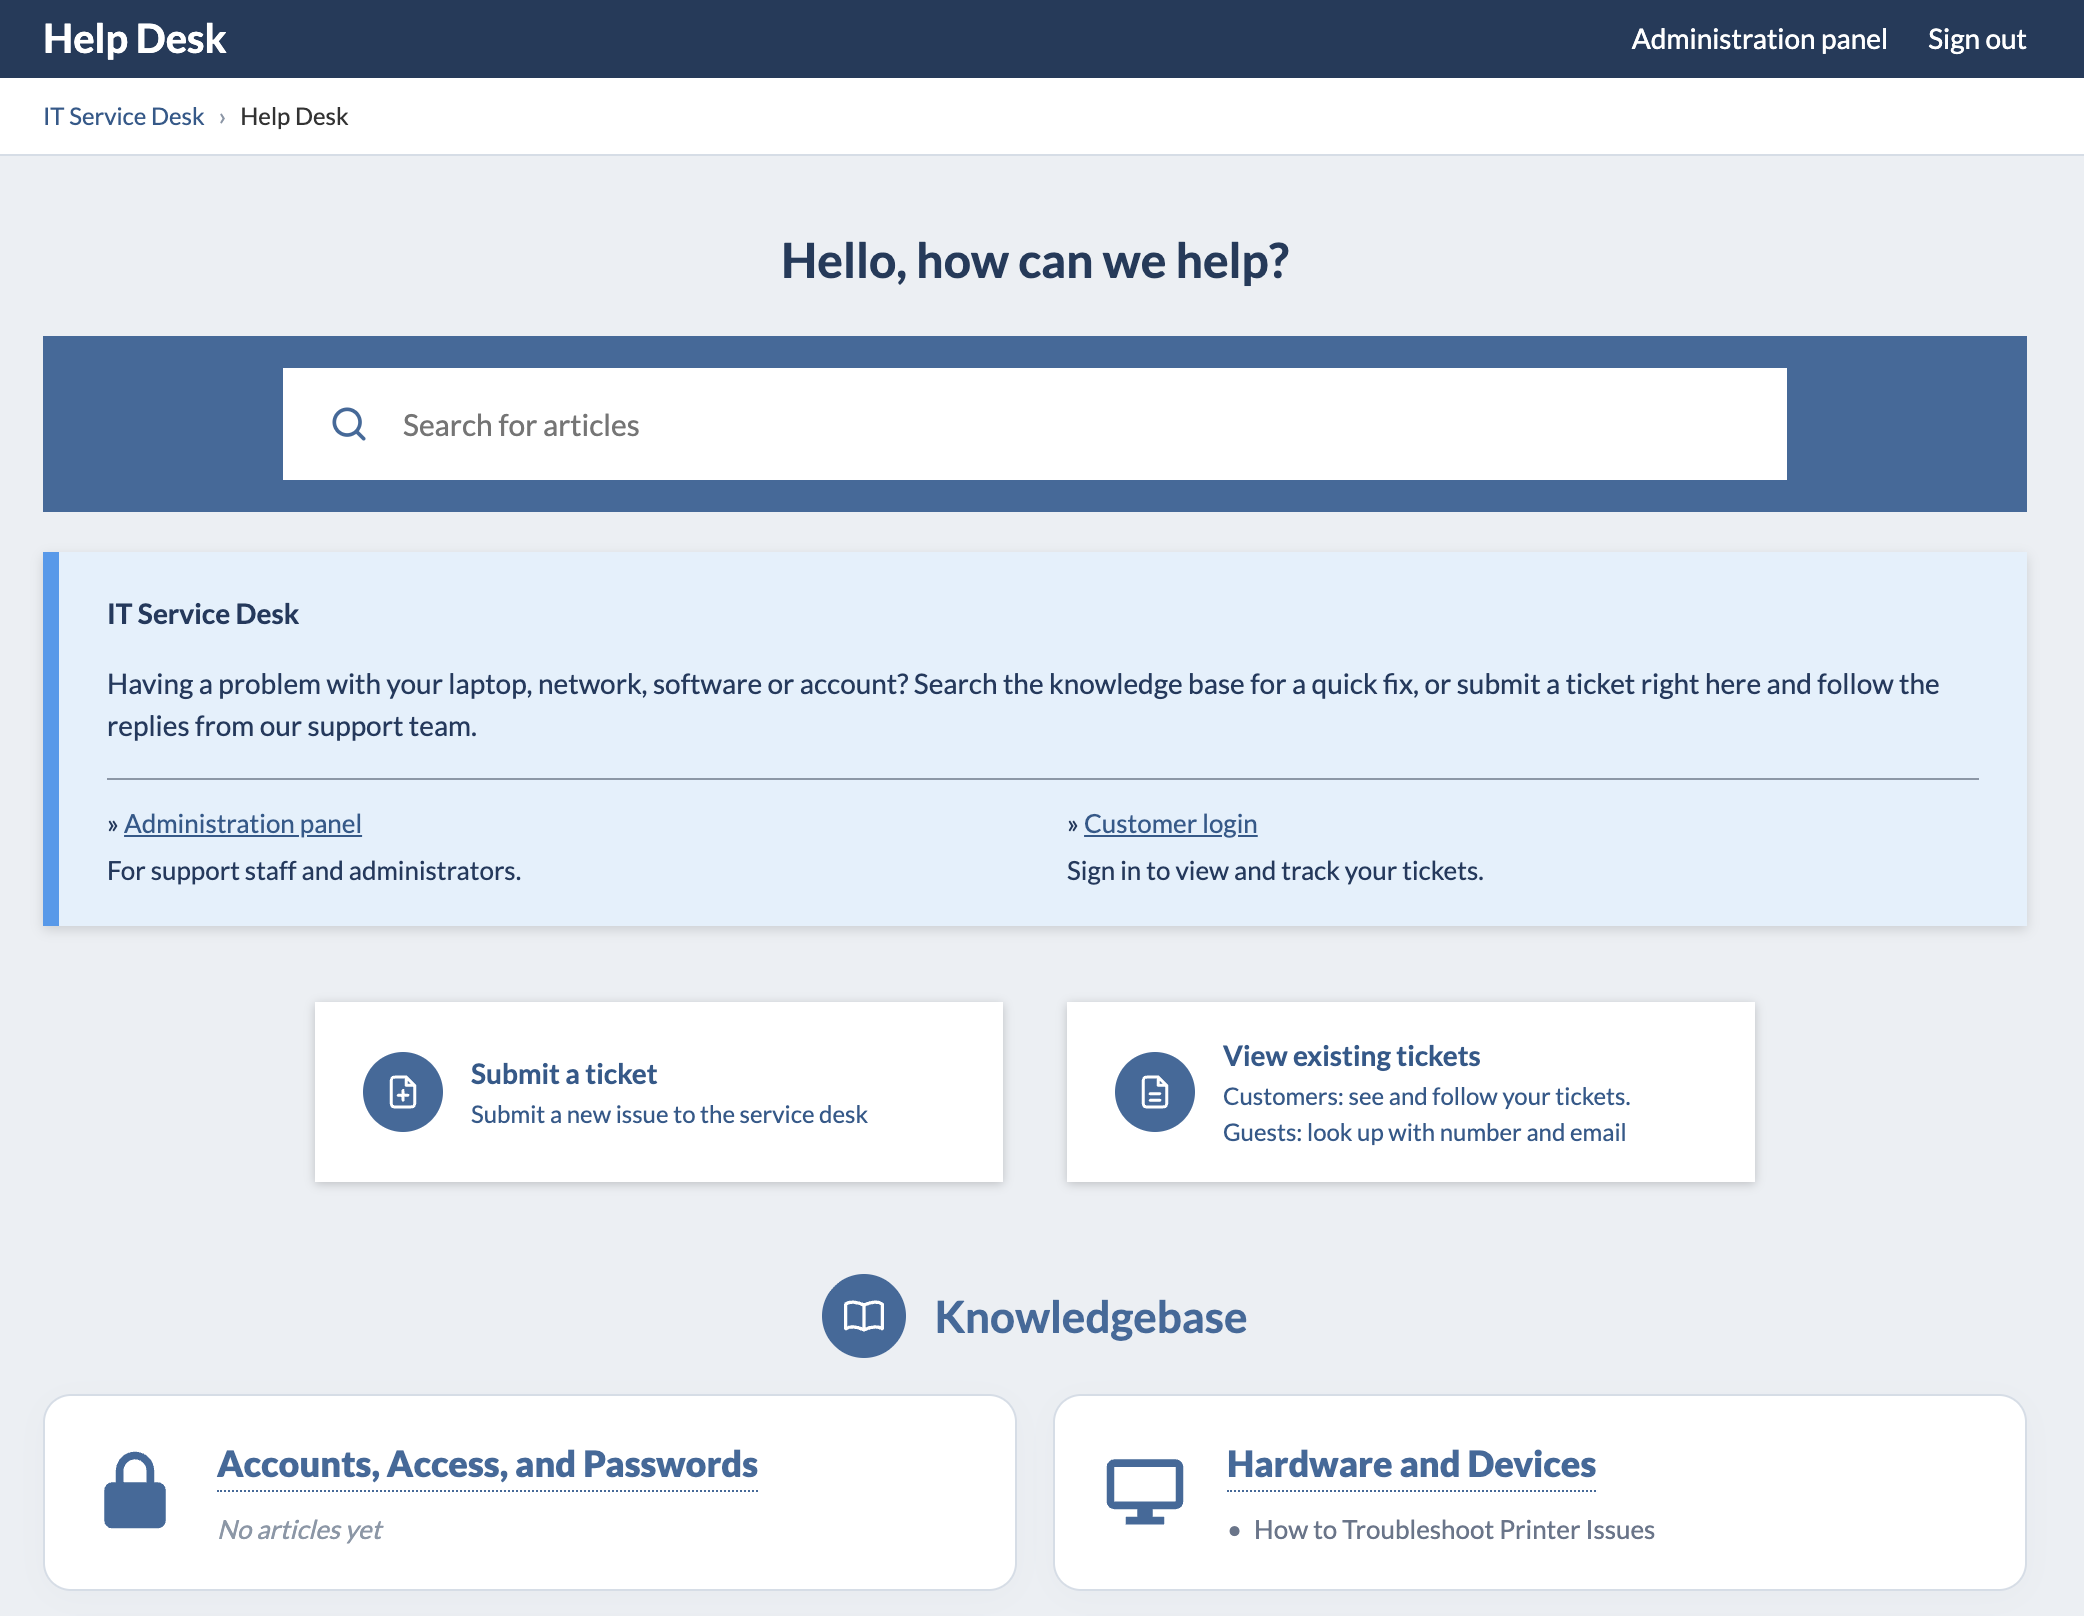 Help Desk
Administration panel
Sign out
IT Service Desk › Help Desk
Hello, how can we help?
Search for articles
IT Service Desk
Having a problem with your laptop, network, software or account? Search the knowledge base for a quick fix, or submit a ticket right here and follow the
replies from our support team.
» Administration panel
For support staff and administrators.
» Customer login
Sign in to view and track your tickets.
Submit a ticket
Submit a new issue to the service desk
View existing tickets
Customers: see and follow your tickets.
Guests: look up with number and email
Knowledgebase
Accounts, Access, and Passwords
No articles yet
Hardware and Devices
• How to Troubleshoot Printer Issues